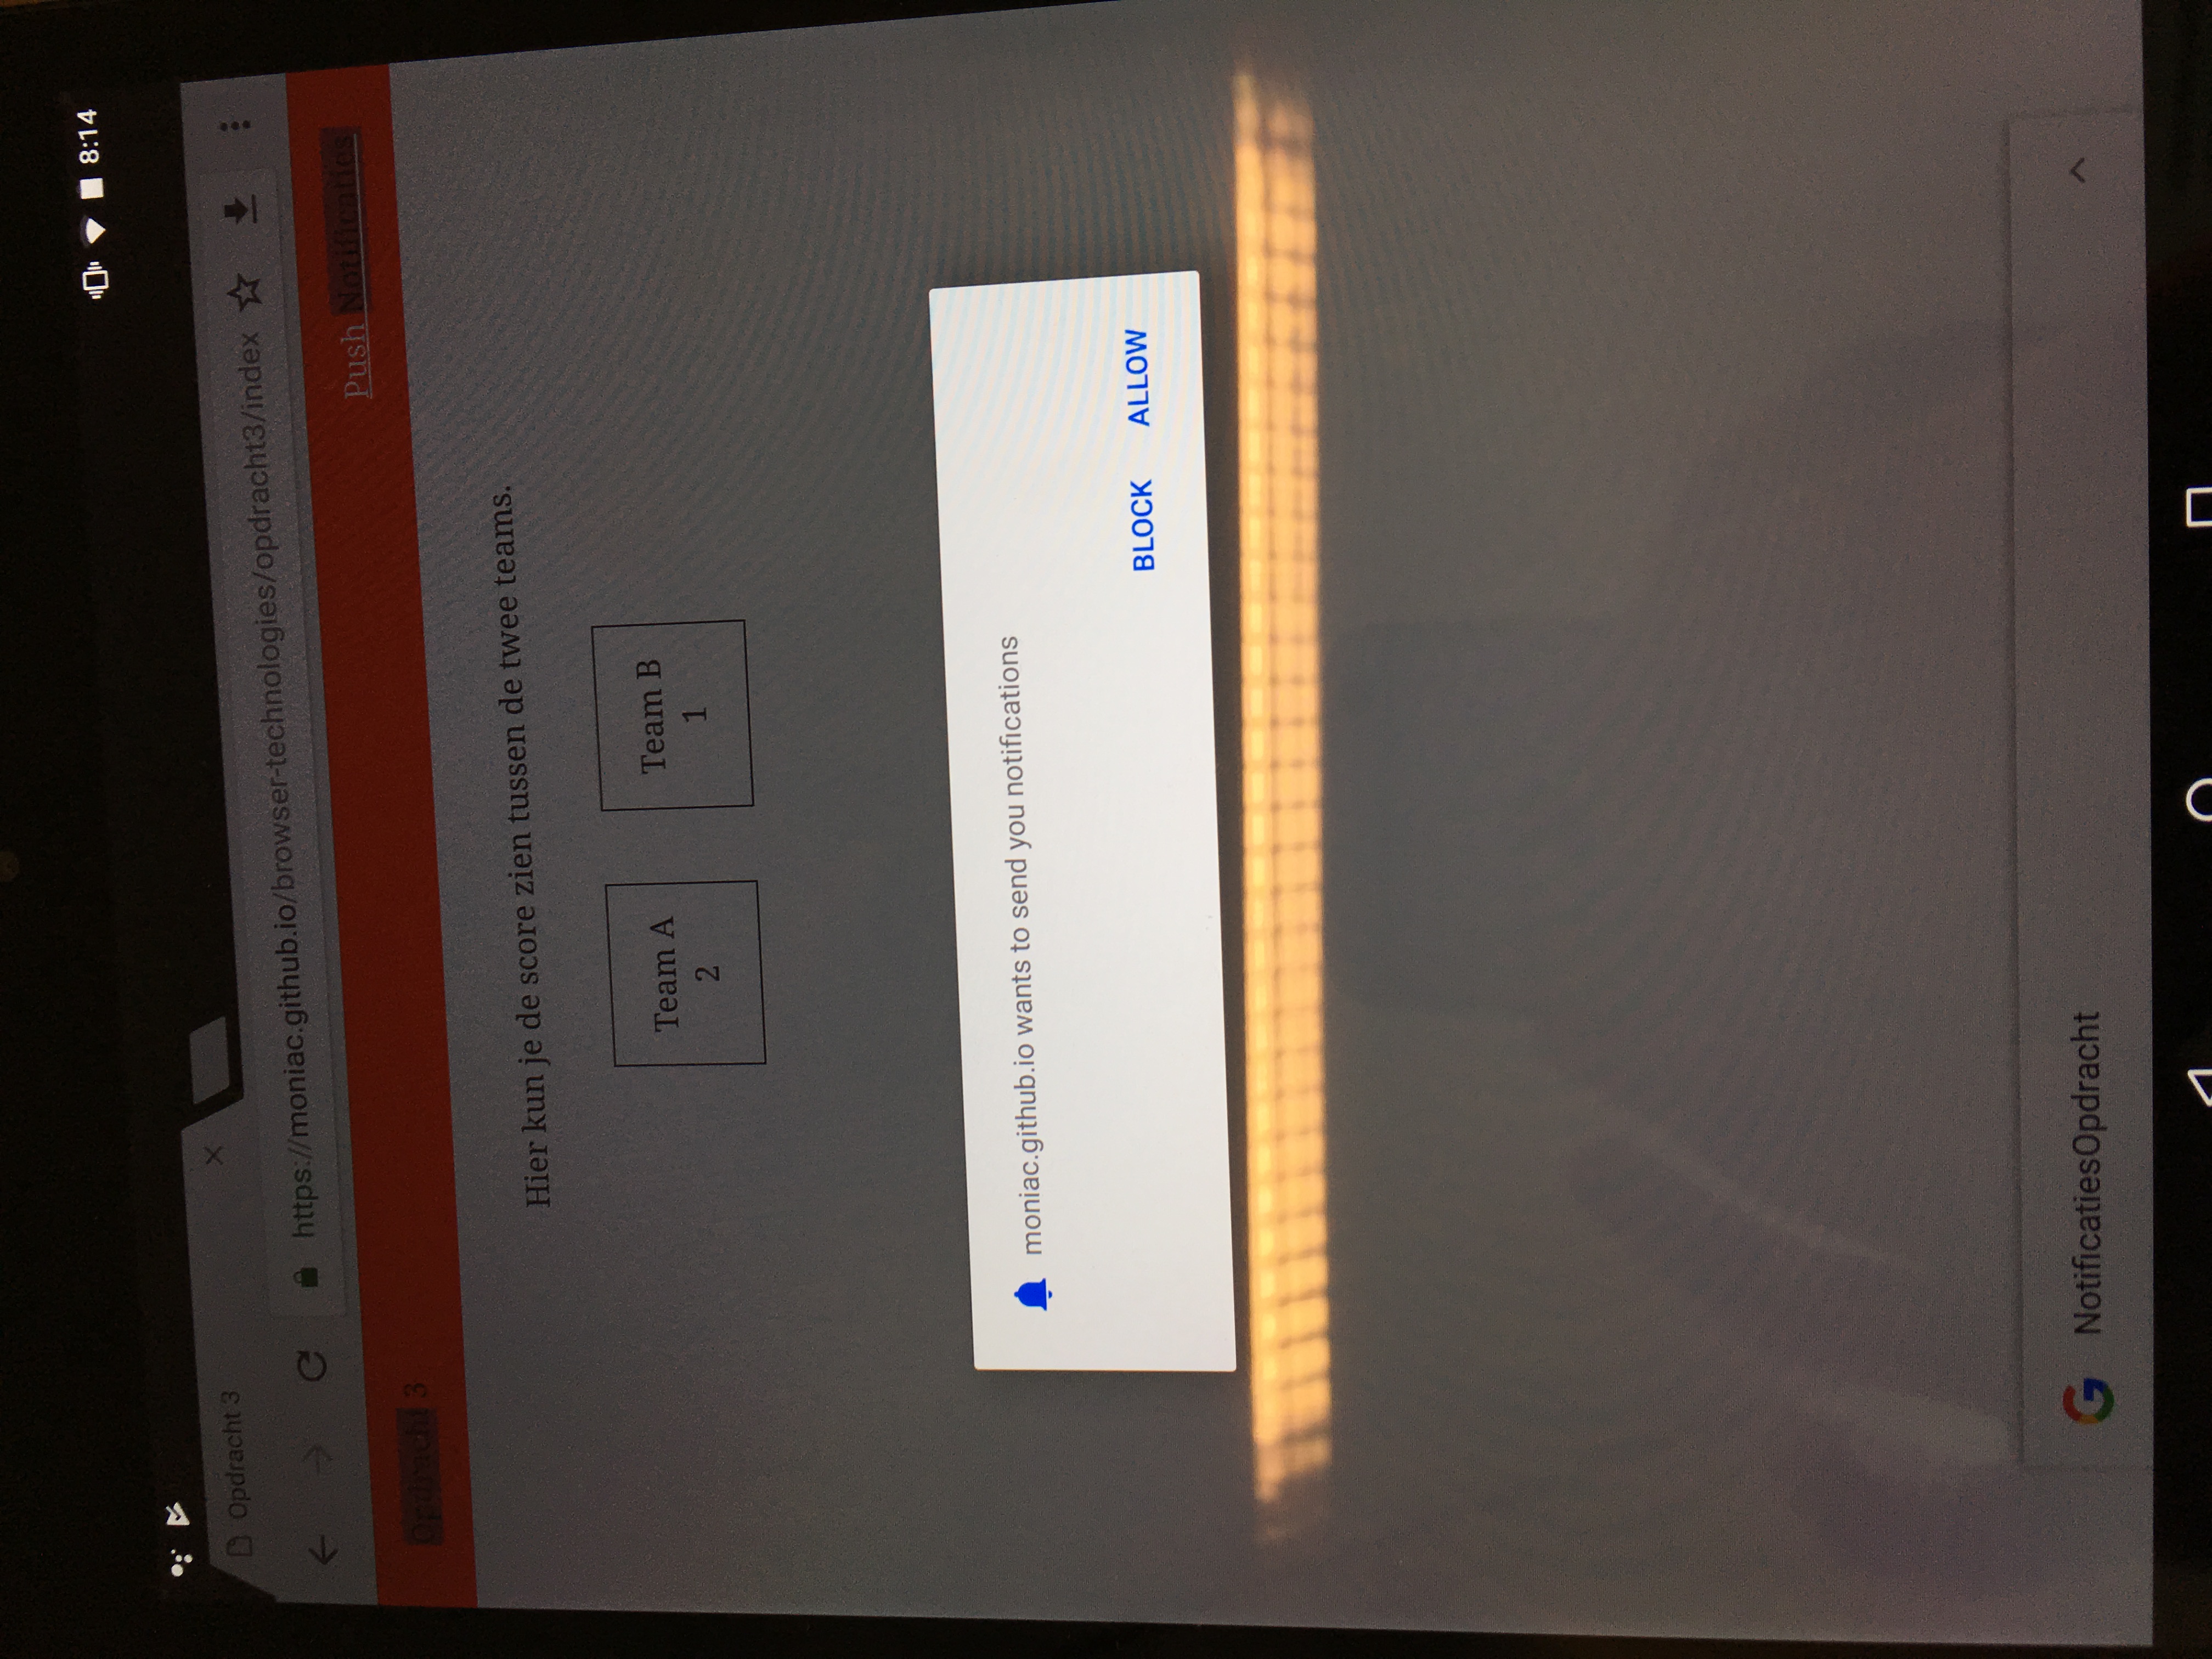 8:14
Opdracht 3
https://moniac.github.io/browser-technologies/opdracht3/index
Push Notificaties
Opdracht 3
Hier kun je de score zien tussen de twee teams.
Team A
2
Team B
1
moniac.github.io wants to send you notifications
BLOCK ALLOW
G NotificatiesOpdracht